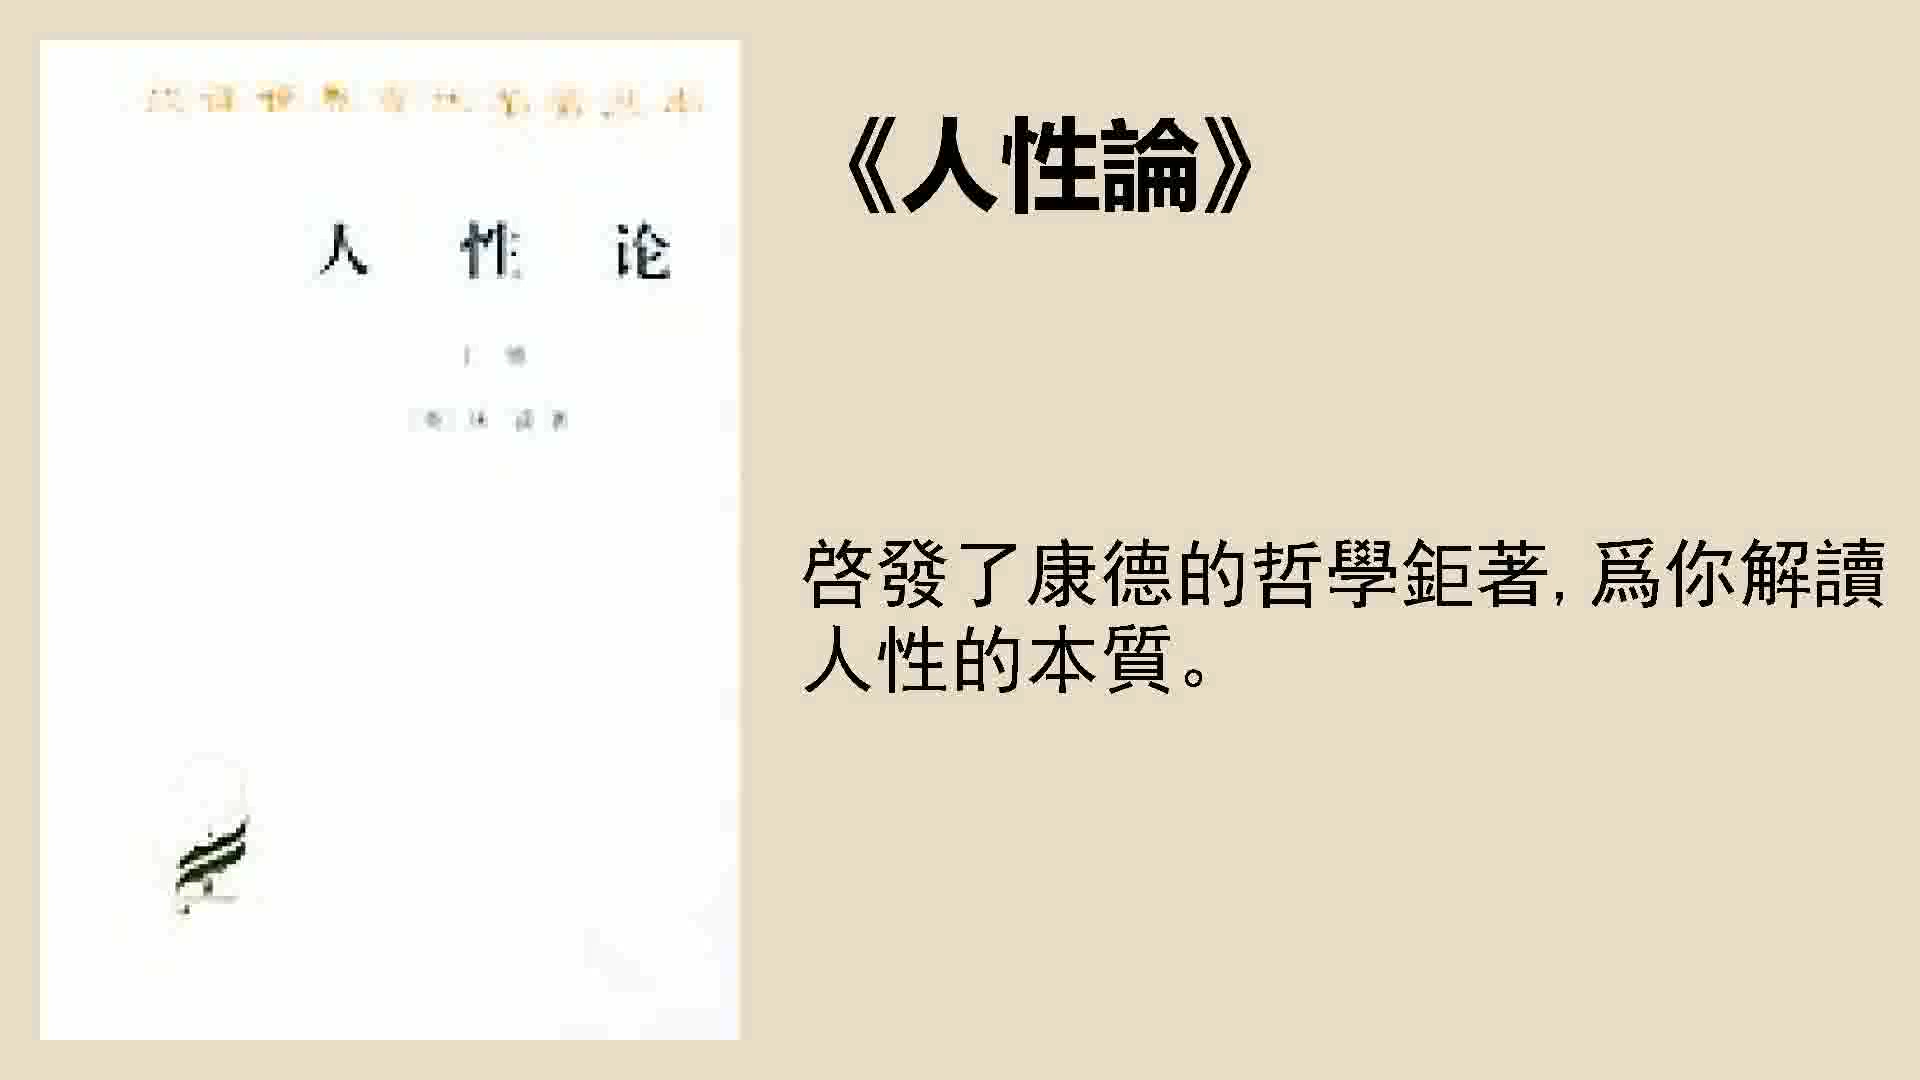 人性论
《人性論》
啓發了康德的哲學鉅著,爲你解讀
人性的本質。